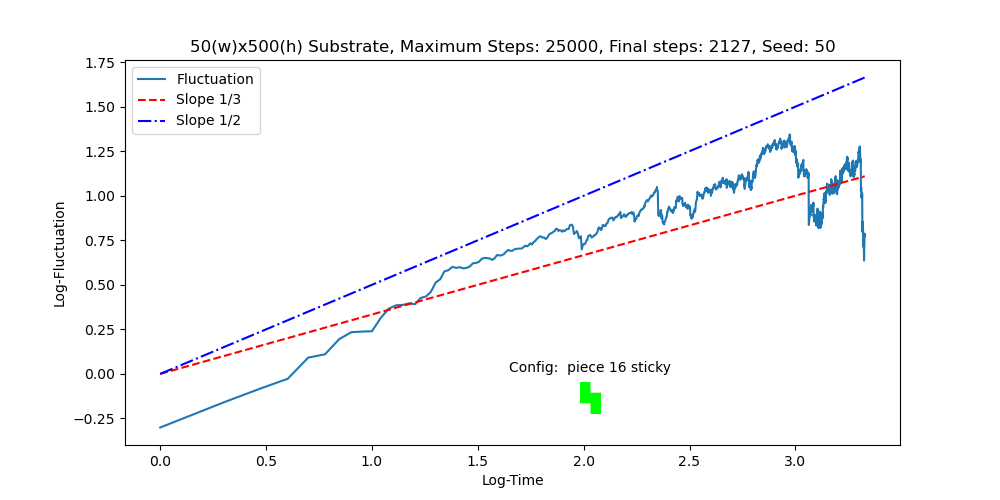 50(w)x500(h) Substrate, Maximum Steps: 25000, Final steps: 2127, Seed: 50
Fluctuation
Slope 1/3
Slope 1/2
1.75
1.50
1.25
1.00
0.75
0.50
0.25
0.00
−0.25
Log-Fluctuation
Config:  piece 16 sticky
0.0 0.5 1.0 1.5 2.0 2.5 3.0
Log-Time